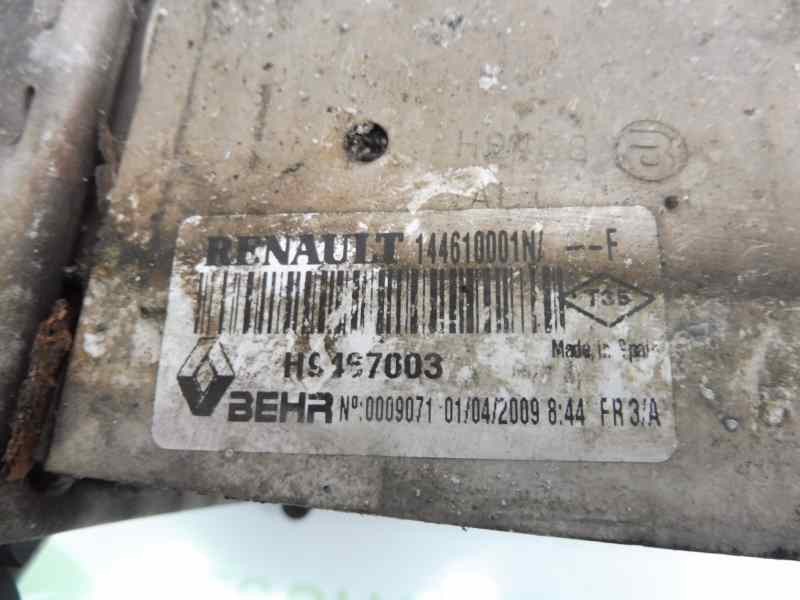 RENAULT 144610001N/ --F
T35
Made in Spain
BEHR Nº:0009071 01/04/2009 8:44 FR 3/A